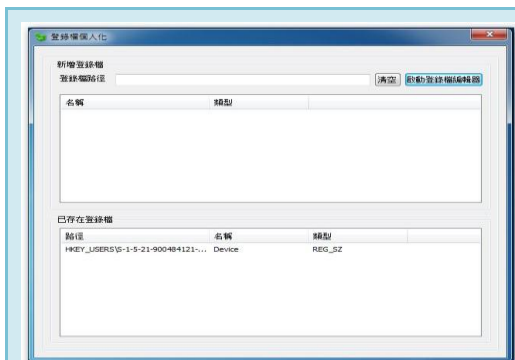 登錄檔個人化
新增登錄檔
登錄檔路徑
清空
啟動登錄檔編輯器
名稱 類型
已存在登錄檔
路徑 名稱 類型
HKEY_USERS\S-1-5-21-900484121-... Device REG_SZ